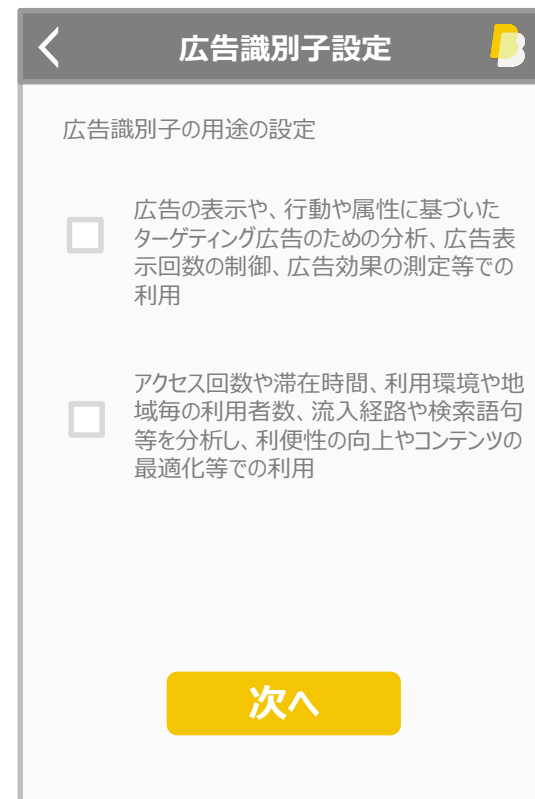 広告識別子設定
広告識別子の用途の設定
広告の表示や、行動や属性に基づいた
ターゲティング広告のための分析、広告表
示回数の制御、広告効果の測定等での
利用
アクセス回数や滞在時間、利用環境や地
域毎の利用者数、流入経路や検索語句
等を分析し、利便性の向上やコンテンツの
最適化等での利用
次へ